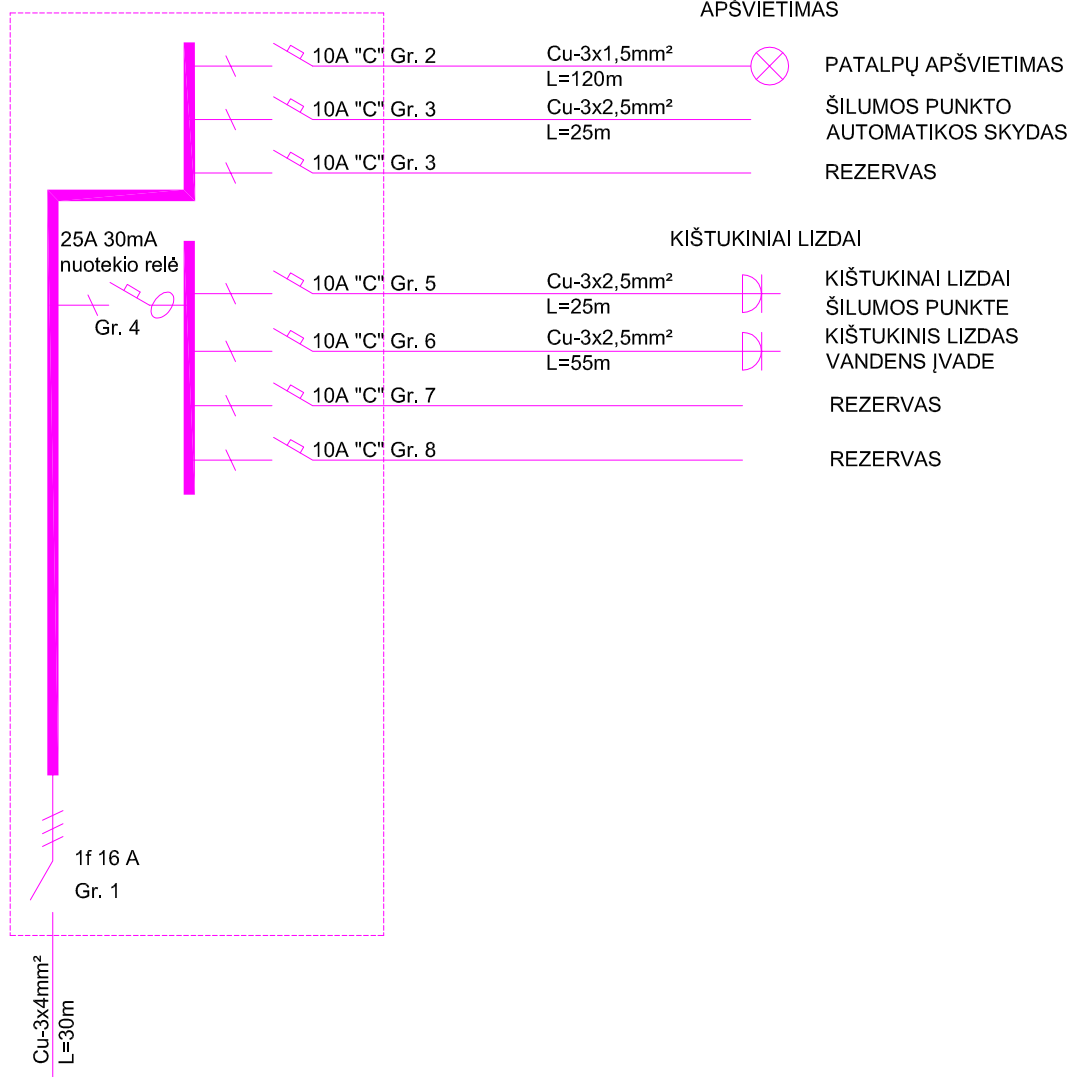 APŠVIETIMAS
10A "C" Gr. 2
Cu-3x1,5mm²
L=120m
PATALPŲ APŠVIETIMAS
10A "C" Gr. 3
Cu-3x2,5mm²
L=25m
ŠILUMOS PUNKTO
AUTOMATIKOS SKYDAS
10A "C" Gr. 3
REZERVAS
25A 30mA
nuotekio relė
Gr. 4
KIŠTUKINIAI LIZDAI
10A "C" Gr. 5
Cu-3x2,5mm²
L=25m
KIŠTUKINAI LIZDAI
ŠILUMOS PUNKTE
10A "C" Gr. 6
Cu-3x2,5mm²
L=55m
KIŠTUKINIS LIZDAS
VANDENS ĮVADE
10A "C" Gr. 7
REZERVAS
10A "C" Gr. 8
REZERVAS
1f 16 A
Gr. 1
Cu-3x4mm²
L=30m